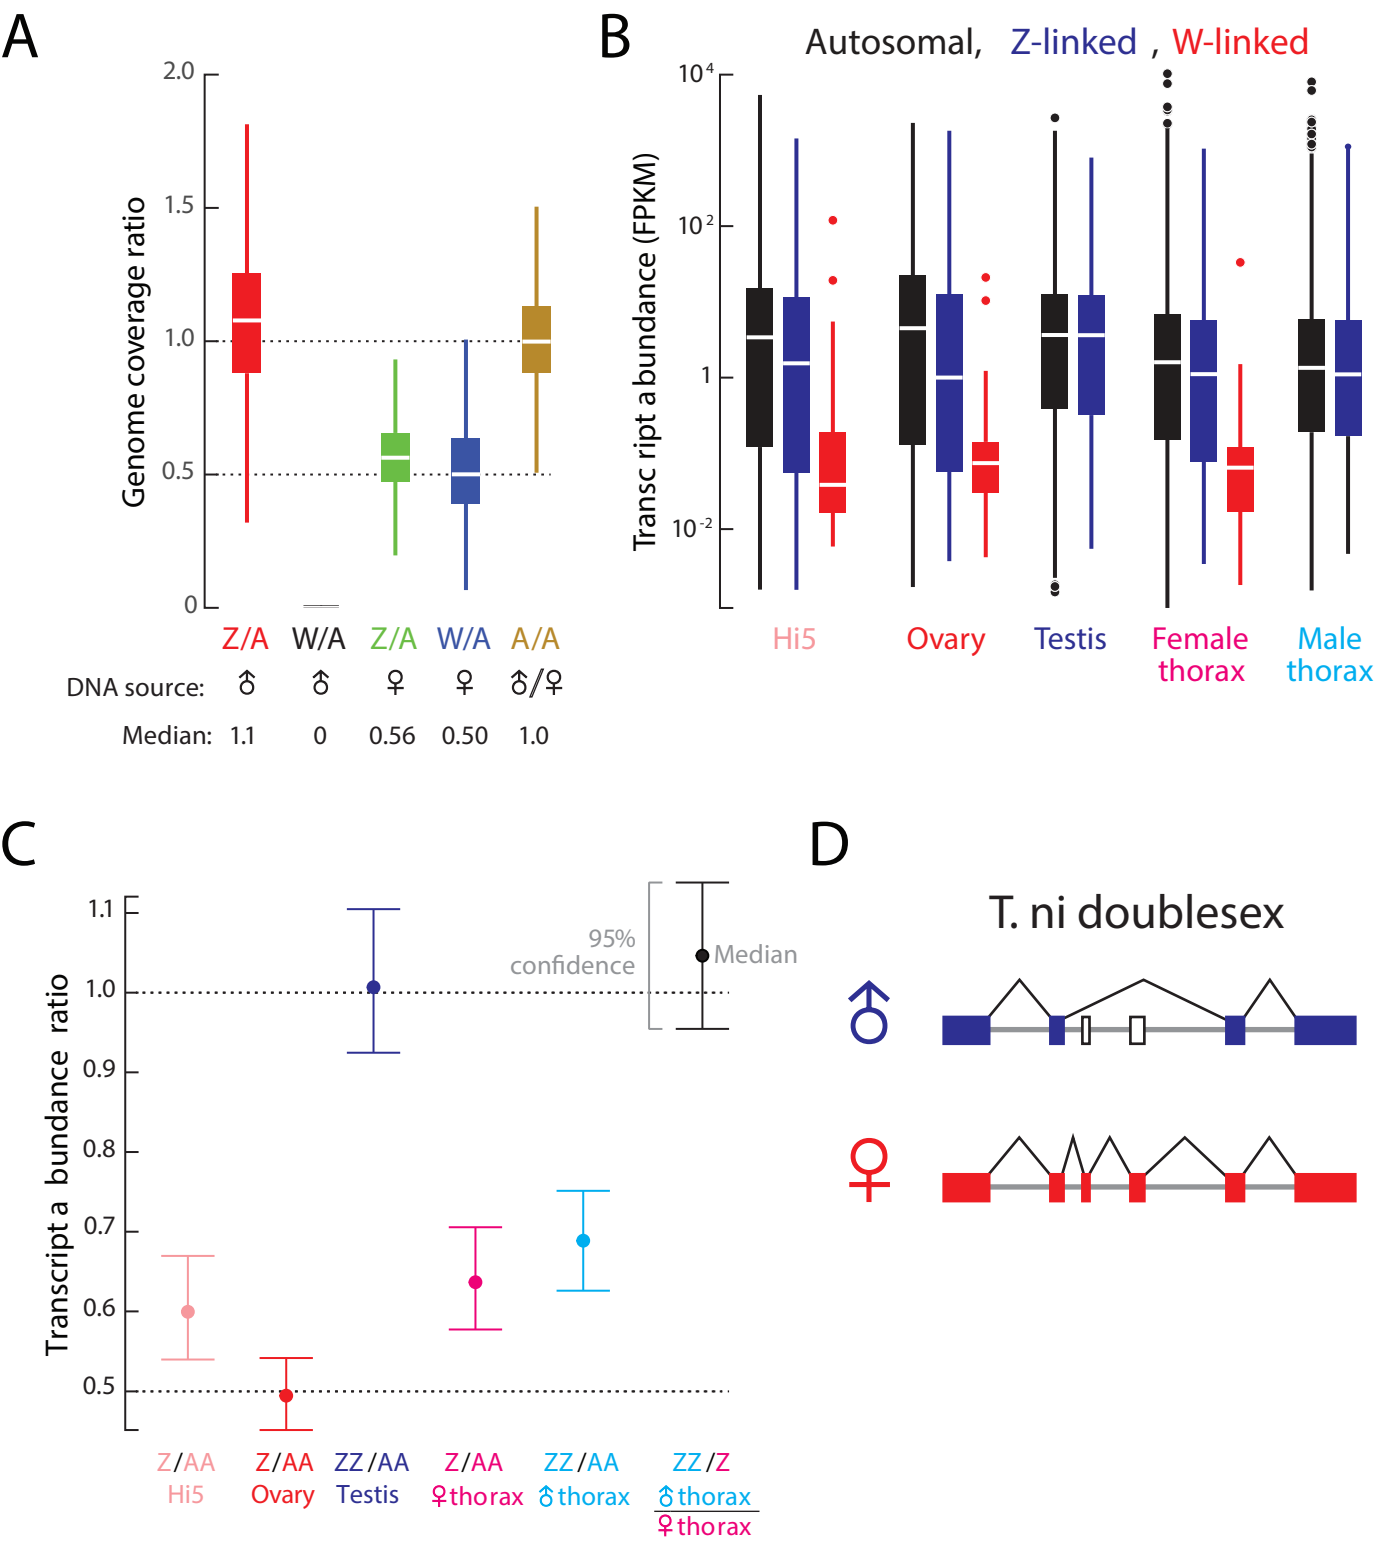 A
Genome coverage ratio
2.0
1.5
1.0
0.5
0
Z/A W/A Z/A W/A A/A
DNA source: ♂ ♂ ♀ ♀ ♂/♀
Median: 1.1 0 0.56 0.50 1.0
B
Autosomal, Z-linked , W-linked
Transc ript a bundance (FPKM)
10⁴
10²
1
10⁻²
Hi5 Ovary Testis Female thorax Male thorax
C
Transcript a bundance ratio
1.1
1.0
0.9
0.8
0.7
0.6
0.5
95%
confidence
Median
Z/AA Z/AA ZZ/AA Z/AA ZZ/AA ZZ/Z
Hi5 Ovary Testis ♀thorax ♂thorax ♂thorax
♀thorax
D
T. ni doublesex
♂
♀